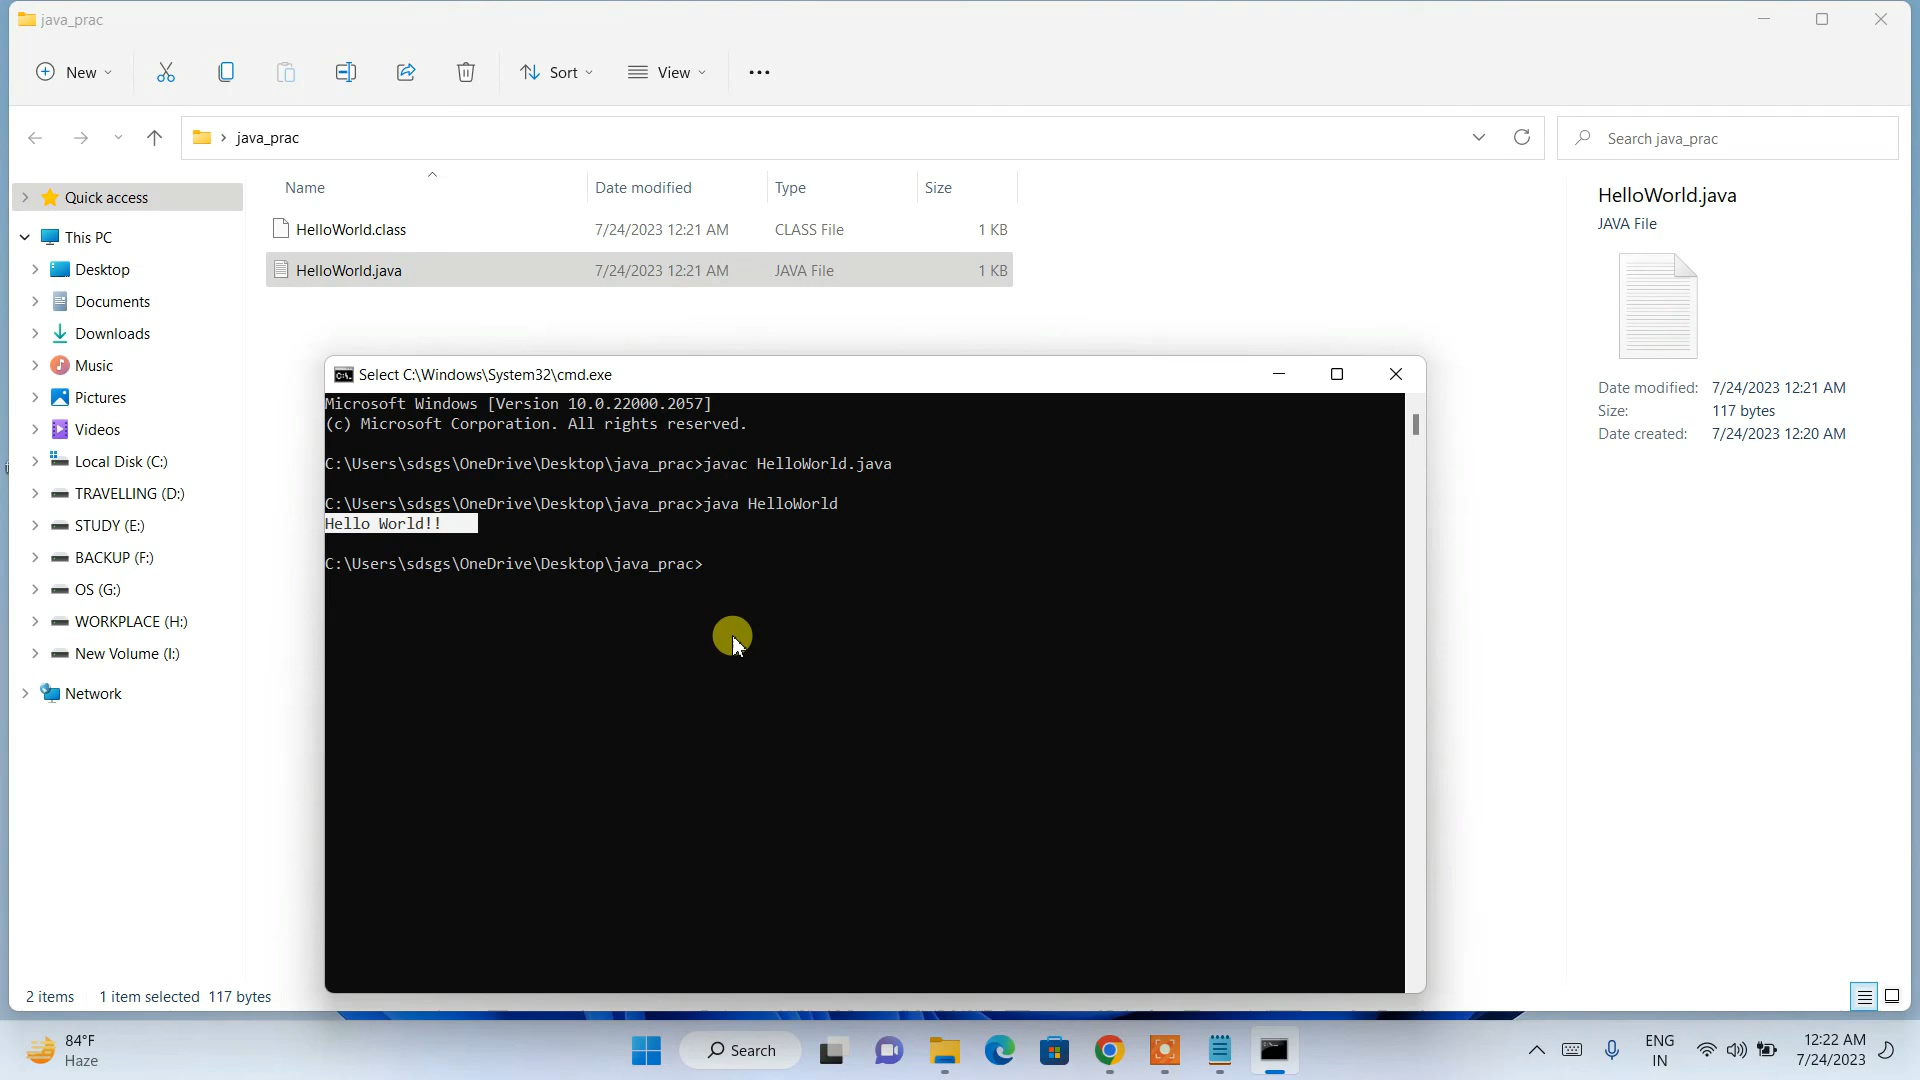 java_prac
New
Sort
View
java_prac
Search java_prac
Name
Date modified
Type
Size
HelloWorld.class
7/24/2023 12:21 AM
CLASS File
1 KB
HelloWorld.java
7/24/2023 12:21 AM
JAVA File
1 KB
Quick access
This PC
Desktop
Documents
Downloads
Music
Pictures
Videos
Local Disk (C:)
TRAVELLING (D:)
STUDY (E:)
BACKUP (F:)
OS (G:)
WORKPLACE (H:)
New Volume (I:)
Network
HelloWorld.java
JAVA File
Date modified: 7/24/2023 12:21 AM
Size: 117 bytes
Date created: 7/24/2023 12:20 AM
C:\. Select C:\Windows\System32\cmd.exe
Microsoft Windows [Version 10.0.22000.2057]
(c) Microsoft Corporation. All rights reserved.
C:\Users\sdsgs\OneDrive\Desktop\java_prac>javac HelloWorld.java
C:\Users\sdsgs\OneDrive\Desktop\java_prac>java HelloWorld
Hello World!!
C:\Users\sdsgs\OneDrive\Desktop\java_prac>
2 items 1 item selected 117 bytes
84°F
Haze
Search
ENG
IN
12:22 AM
7/24/2023